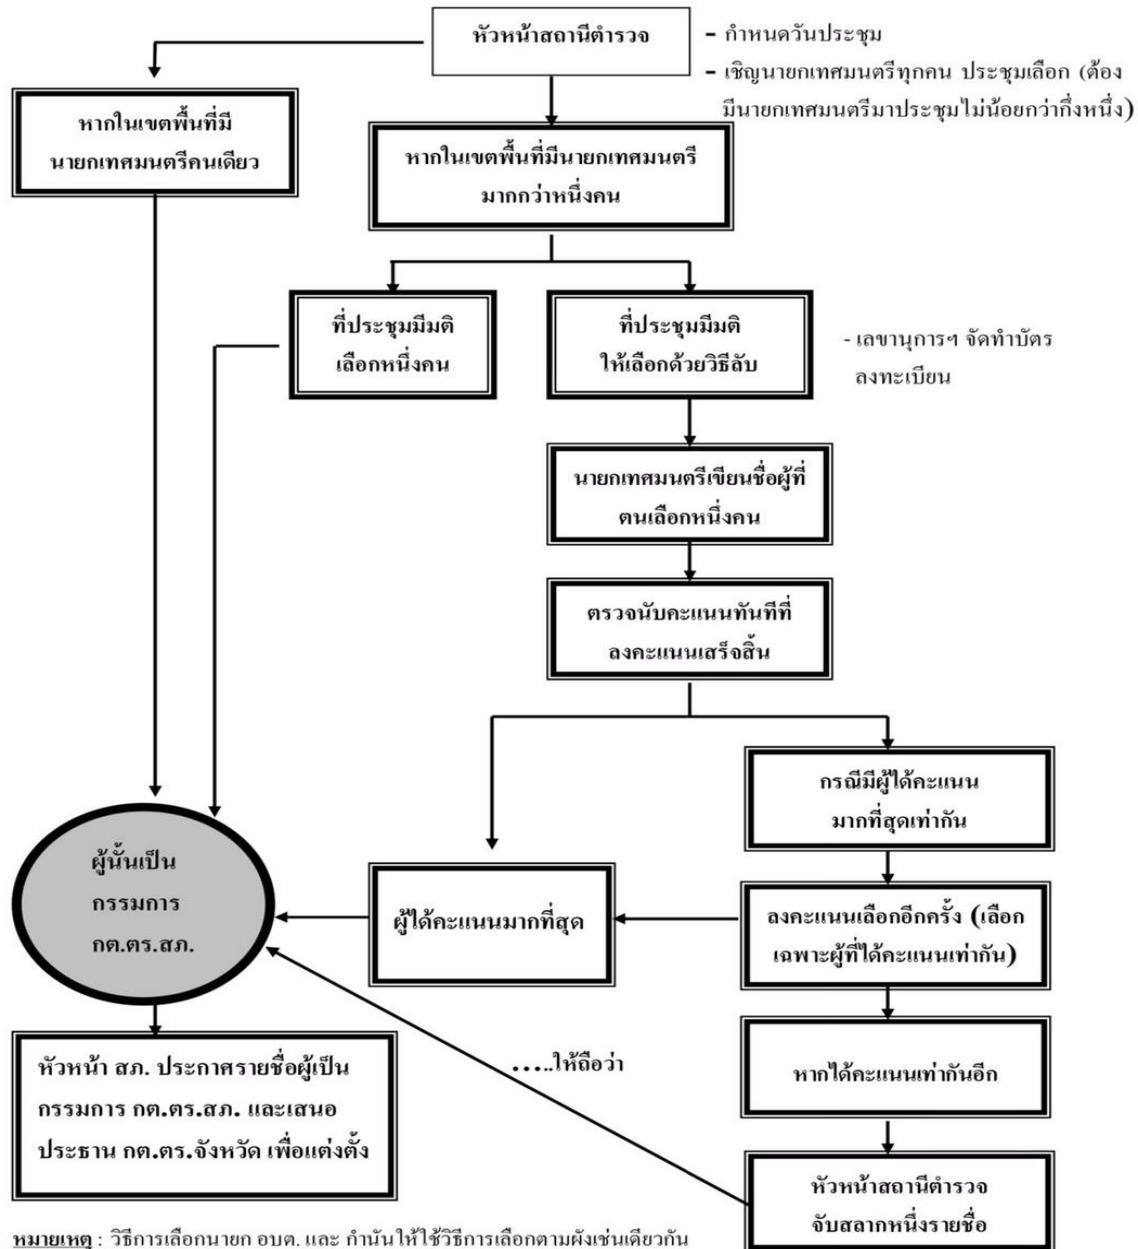 หัวหน้าสถานีตำรวจ
- กำหนดวันประชุม
- เชิญนายกเทศมนตรีทุกคน ประชุมเลือก (ต้อง
มีนายกเทศมนตรีมาประชุมไม่น้อยกว่ากึ่งหนึ่ง)
หากในเขตพื้นที่มี
นายกเทศมนตรีคนเดียว
หากในเขตพื้นที่มีนายกเทศมนตรี
มากกว่าหนึ่งคน
ที่ประชุมมีมติ
เลือกหนึ่งคน
ที่ประชุมมีมติ
ให้เลือกด้วยวิธีลับ
- เลขานุการฯ จัดทำบัตร
ลงทะเบียน
นายกเทศมนตรีเขียนชื่อผู้ที่
ตนเลือกหนึ่งคน
ตรวจนับคะแนนทันทีที่
ลงคะแนนเสร็จสิ้น
กรณีมีผู้ได้คะแนน
มากที่สุดเท่ากัน
ผู้นั้นเป็น
กรรมการ
กต.ตร.สภ.
ผู้ได้คะแนนมากที่สุด
ลงคะแนนเลือกอีกครั้ง (เลือก
เฉพาะผู้ที่ได้คะแนนเท่ากัน)
หัวหน้า สภ. ประกาศรายชื่อผู้เป็น
กรรมการ กต.ตร.สภ. และเสนอ
ประธาน กต.ตร.จังหวัด เพื่อแต่งตั้ง
.....ให้ถือว่า
หากได้คะแนนเท่ากันอีก
หัวหน้าสถานีตำรวจ
จับสลากหนึ่งรายชื่อ
หมายเหตุ : วิธีการเลือกนายก อบต. และ กำนันให้ใช้วิธีการเลือกตามผังเช่นเดียวกัน